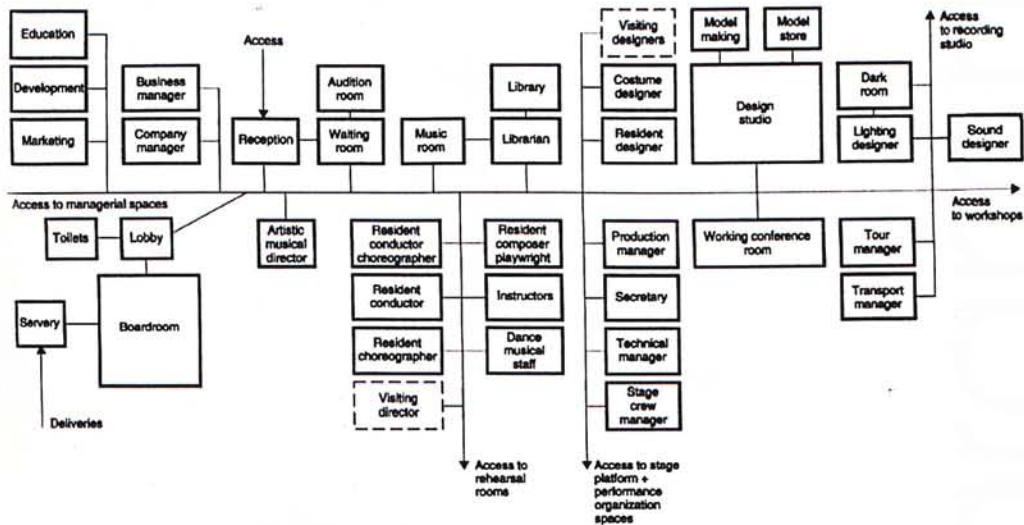 Education
Development
Marketing
Business
manager
Company
manager
Access
Reception
Audition
room
Waiting
room
Music
room
Library
Librarian
Visiting
designers
Costume
designer
Resident
designer
Model
making
Model
store
Design
studio
Access
to recording
studio
Dark
room
Lighting
designer
Sound
designer
Access to managerial spaces
Access
to workshops
Toilets
Lobby
Servery
Boardroom
Deliveries
Artistic
musical
director
Resident
conductor
choreographer
Resident
conductor
Resident
choreographer
Visiting
director
Resident
composer
playwright
Instructors
Dance
musical
staff
Access to
rehearsal
rooms
Production
manager
Secretary
Technical
manager
Stage
crew
manager
Access to stage
platform +
performance
organization
spaces
Working conference
room
Tour
manager
Transport
manager